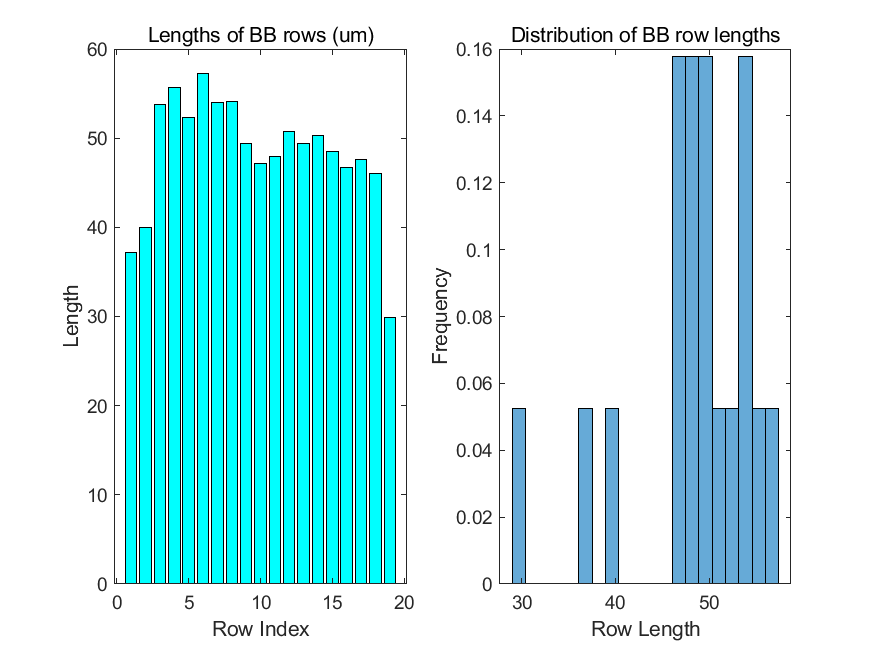 Lengths of BB rows (um)
60
50
40
30
20
10
0
Length
0 5 10 15 20
Row Index
Distribution of BB row lengths
0.16
0.14
0.12
0.1
0.08
0.06
0.04
0.02
0
Frequency
30 40 50
Row Length